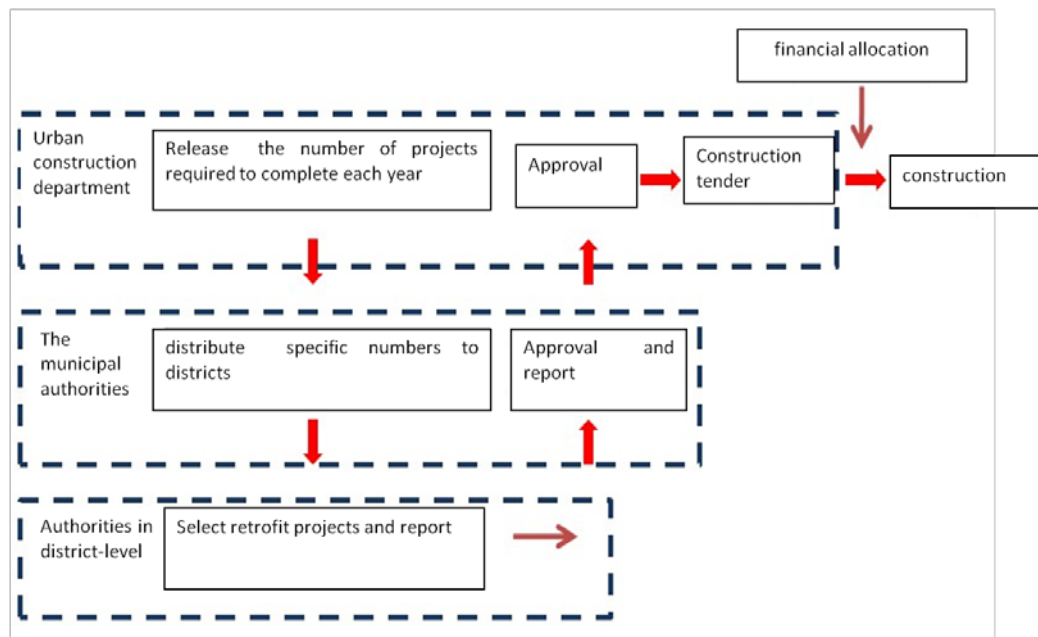 financial allocation
Urban
construction
department
Release the number of projects
required to complete each year
Approval
Construction
tender
construction
The
municipal
authorities
distribute specific numbers to
districts
Approval and
report
Authorities in
district-level
Select retrofit projects and report